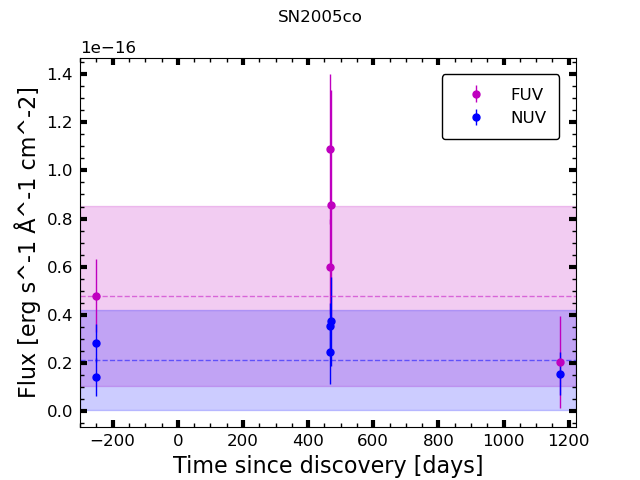 SN2005co
1e−16
FUV
NUV
1.4
1.2
1.0
0.8
0.6
0.4
0.2
0.0
Flux [erg s^-1 Å^-1 cm^-2]
−200 0 200 400 600 800 1000 1200
Time since discovery [days]